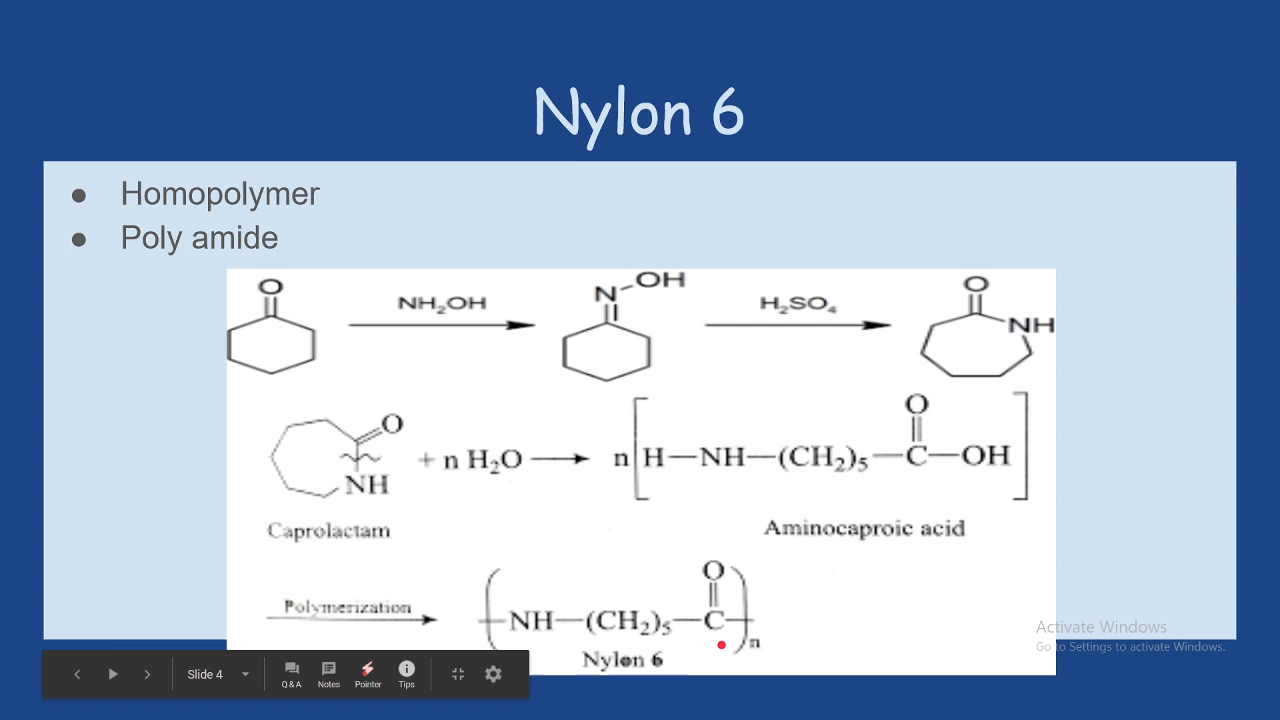 Nylon 6
● Homopolymer
● Poly amide
O NH₂OH N-OH H₂SO₄ O NH
O NH + n H₂O → n [H—NH—(CH₂)₅—C—OH] O
Caprolactam Aminocaproic acid
Polymerization (NH—(CH₂)₅—C)n O
Nylon 6
Activate Windows
Go to Settings to activate Windows.
Slide 4 Q&A Notes Pointer Tips